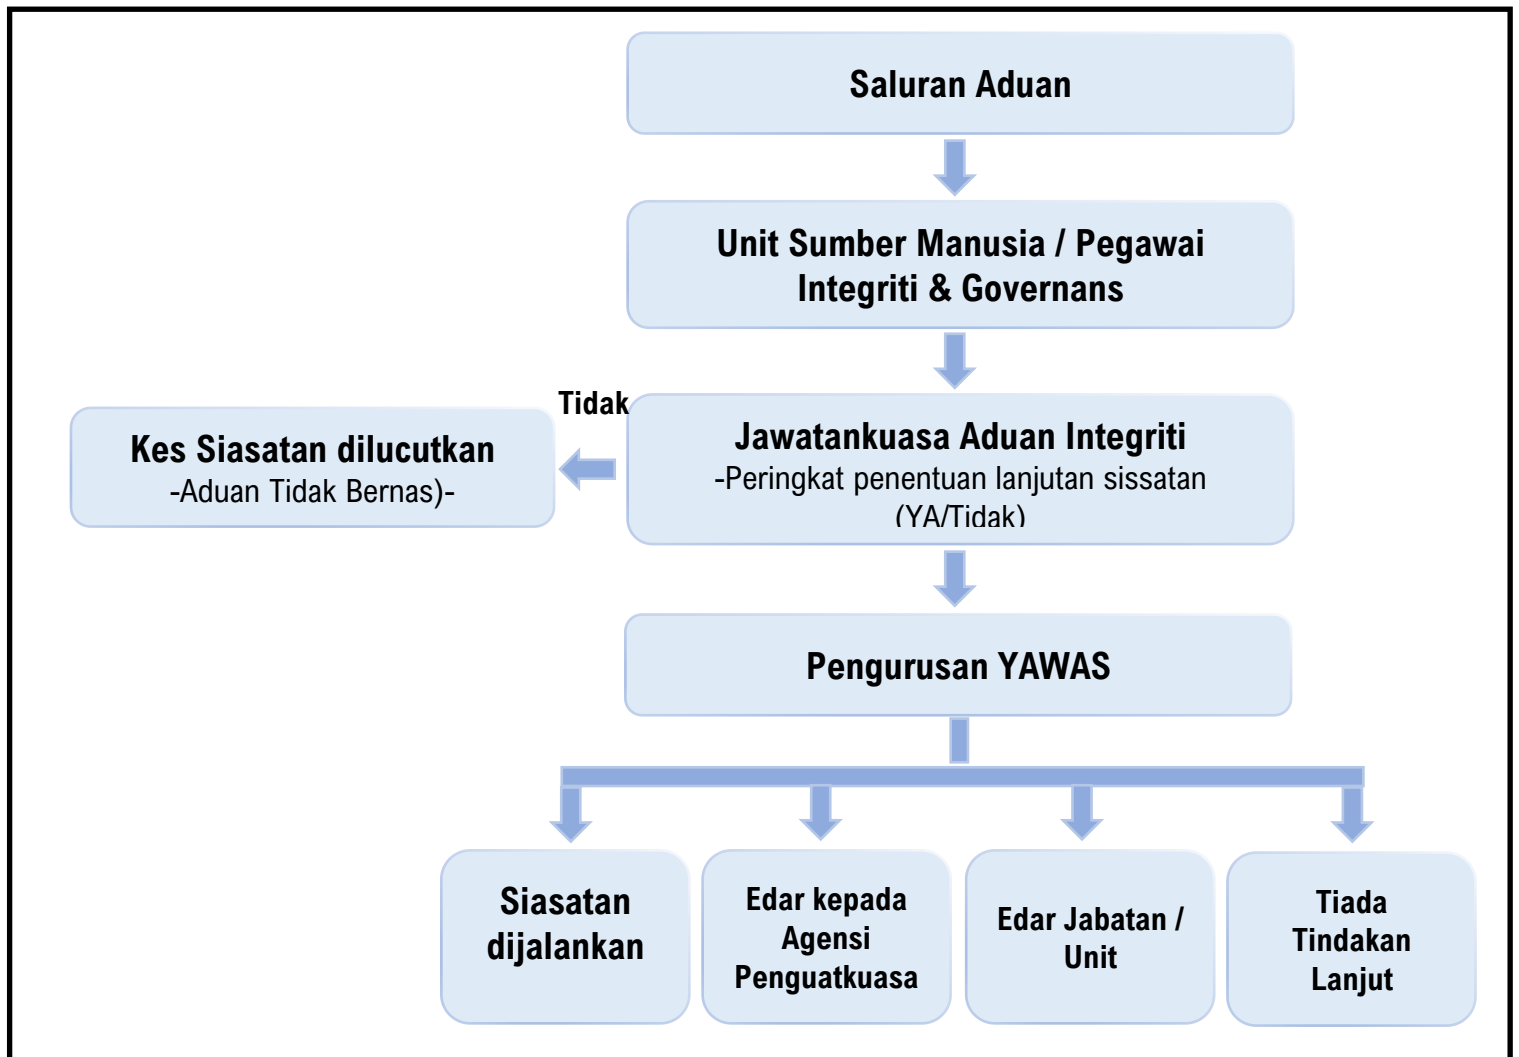 Saluran Aduan
Unit Sumber Manusia / Pegawai
Integriti & Governans
Tidak
Jawatankuasa Aduan Integriti
-Peringkat penentuan lanjutan sissatan
(YA/Tidak)
Kes Siasatan dilucutkan
-Aduan Tidak Bernas)-
Pengurusan YAWAS
Siasatan
dijalankan
Edar kepada
Agensi
Penguatkuasa
Edar Jabatan /
Unit
Tiada
Tindakan
Lanjut